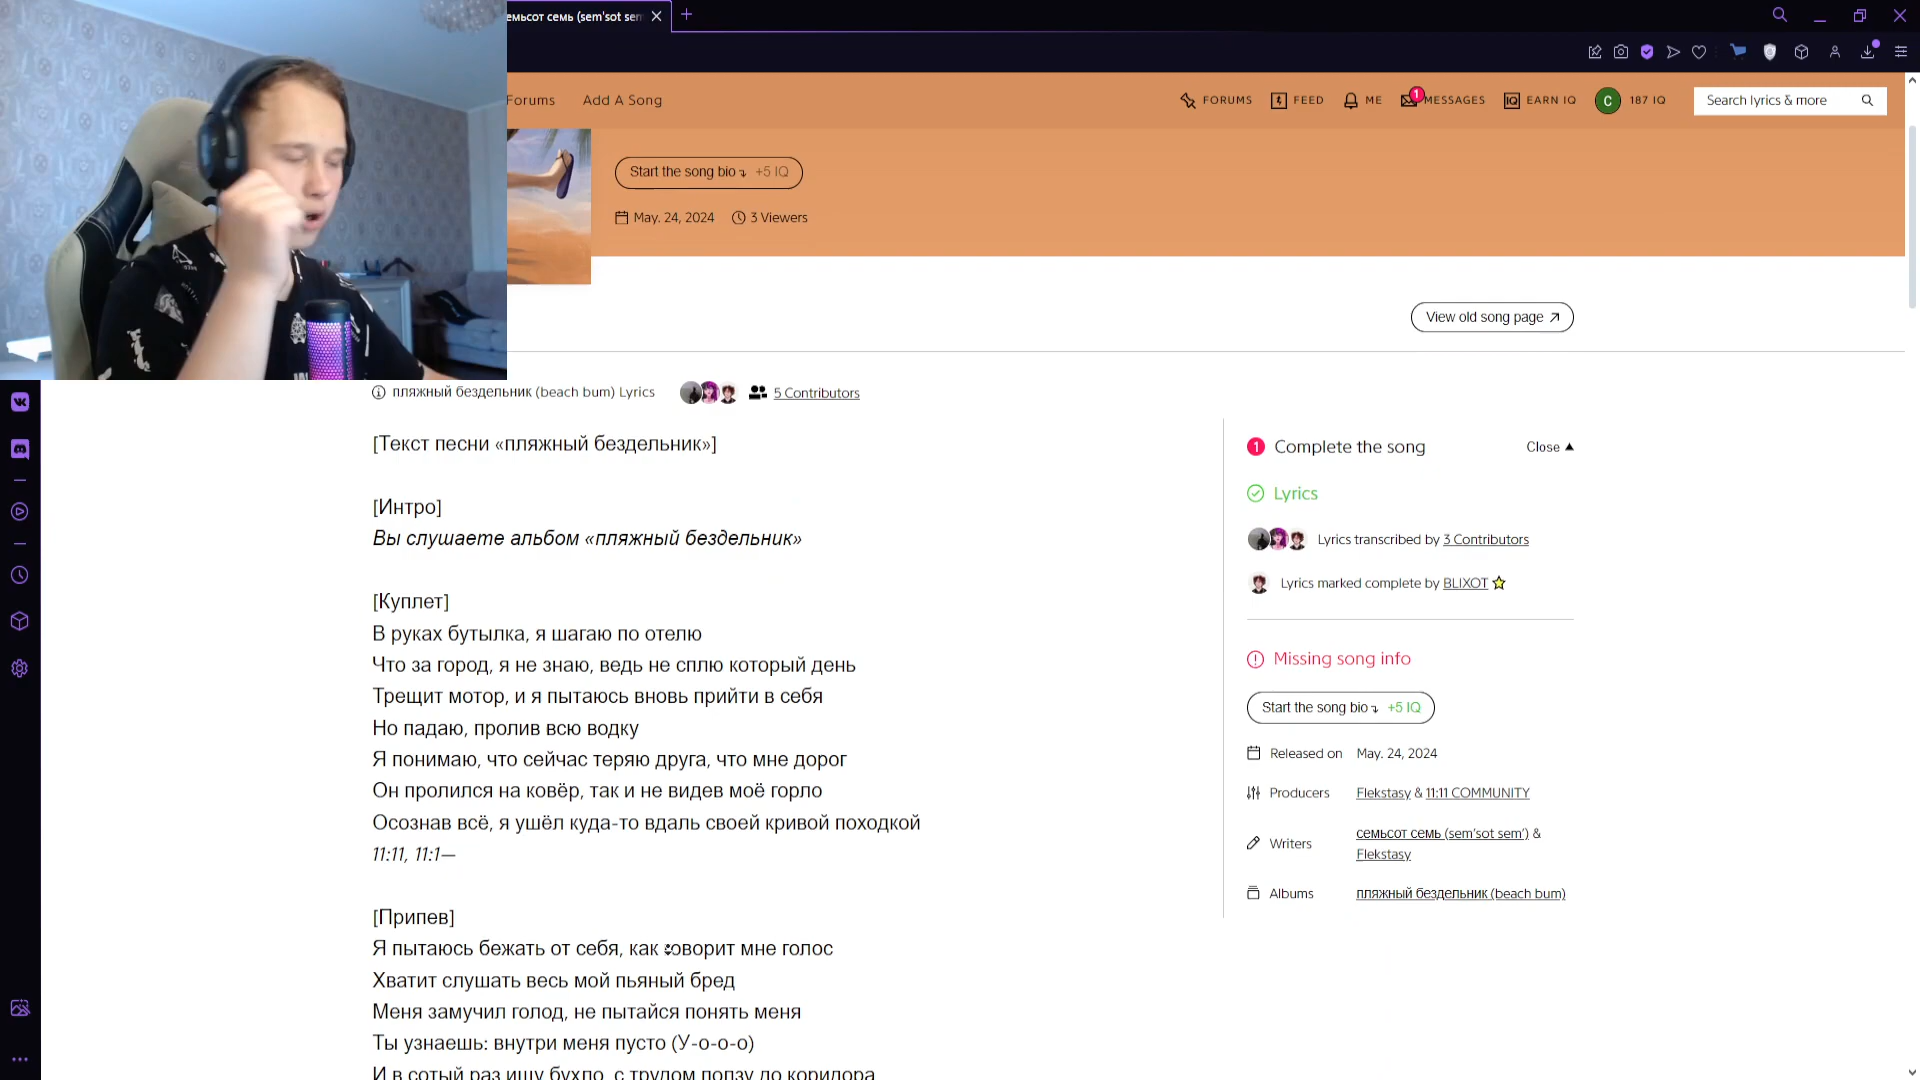 семьсот семь (sem'sot sem
Forums Add A Song
FORUMS FEED ME 1 MESSAGES EARN IQ C 187 IQ Search lyrics & more
Start the song bio +5 IQ
May. 24, 2024 3 Viewers
View old song page
пляжный бездельник (beach bum) Lyrics 5 Contributors
[Текст песни «пляжный бездельник»]
[Интро]
Вы слушаете альбом «пляжный бездельник»
[Куплет]
В руках бутылка, я шагаю по отелю
Что за город, я не знаю, ведь не сплю который день
Трещит мотор, и я пытаюсь вновь прийти в себя
Но падаю, пролив всю водку
Я понимаю, что сейчас теряю друга, что мне дорог
Он пролился на ковёр, так и не видев моё горло
Осознав всё, я ушёл куда-то вдаль своей кривой походкой
11:11, 11:1—
[Припев]
Я пытаюсь бежать от себя, как говорит мне голос
Хватит слушать весь мой пьяный бред
Меня замучил голод, не пытайся понять меня
Ты узнаешь: внутри меня пусто (У-о-о-о)
И в сотый раз ищу бухло, с трудом ползу до коридора
1 Complete the song Close
Lyrics
Lyrics transcribed by 3 Contributors
Lyrics marked complete by BLIXOT
Missing song info
Start the song bio +5 IQ
Released on May. 24, 2024
Producers Flekstasy & 11:11 COMMUNITY
Writers семьсот семь (sem'sot sem') &
Flekstasy
Albums пляжный бездельник (beach bum)